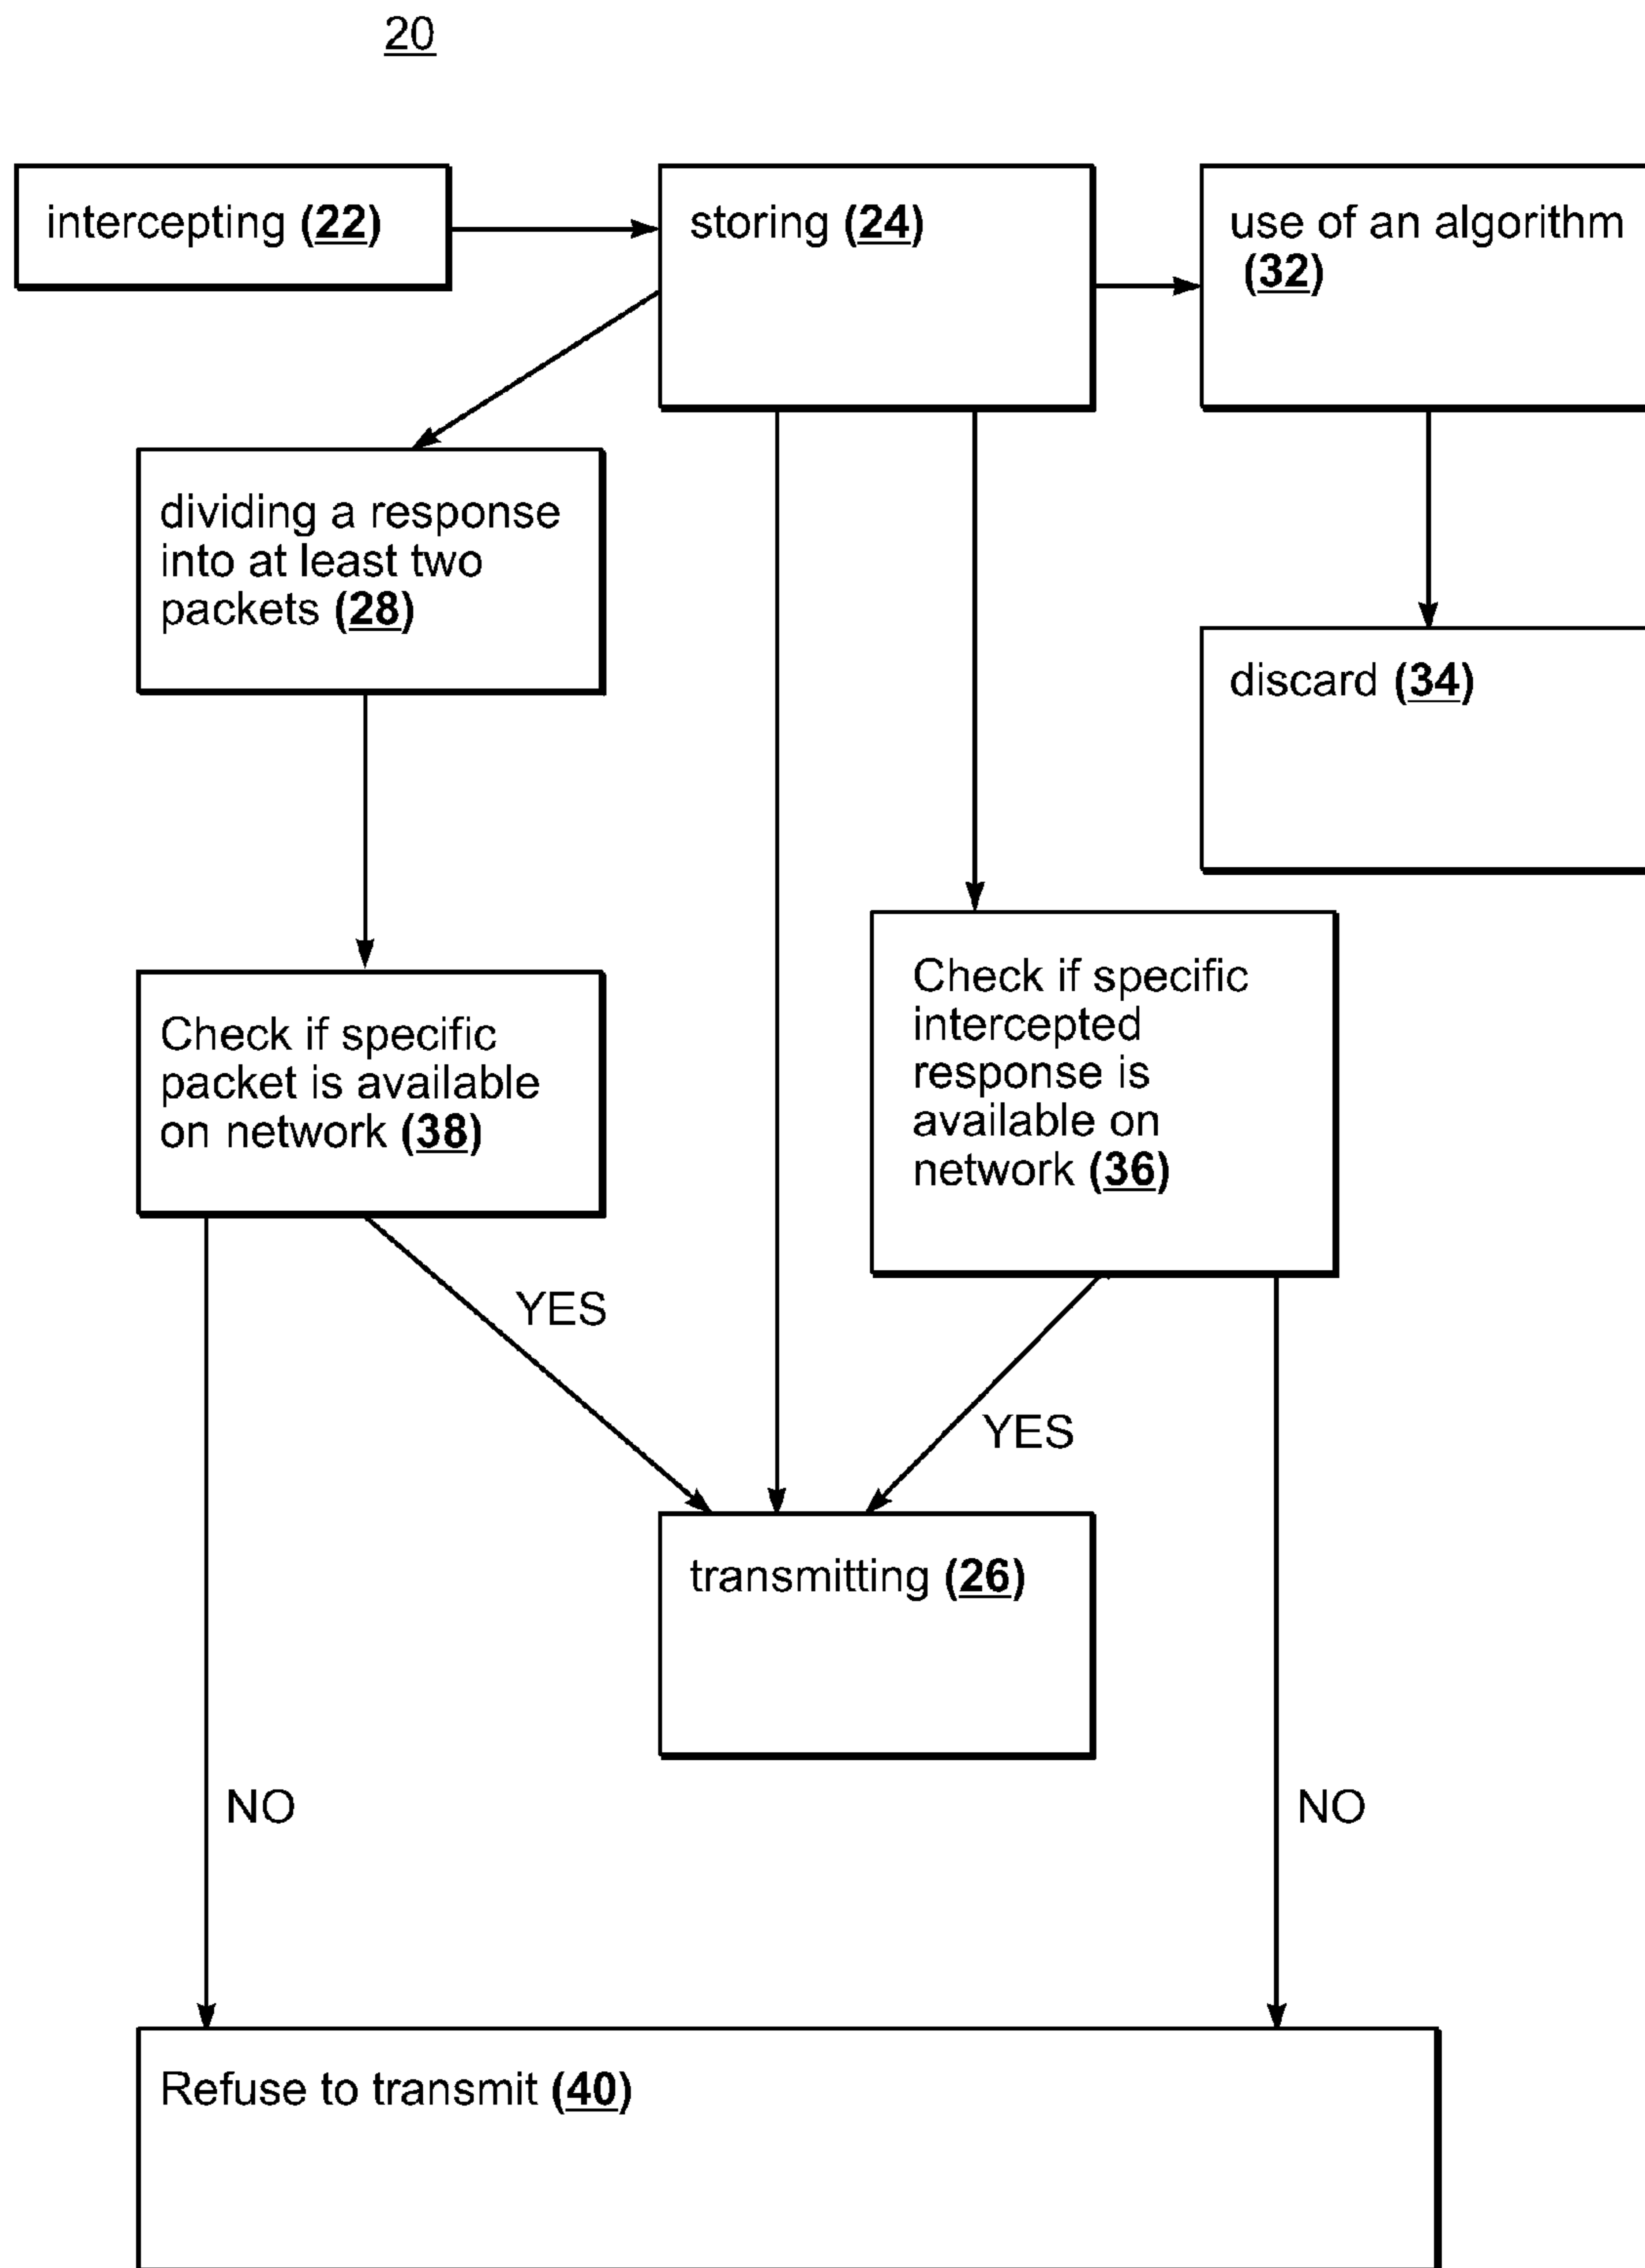 20
intercepting (22)
storing (24)
use of an algorithm
(32)
dividing a response
into at least two
packets (28)
discard (34)
Check if specific
packet is available
on network (38)
Check if specific
intercepted
response is
available on
network (36)
YES
YES
transmitting (26)
NO
NO
Refuse to transmit (40)